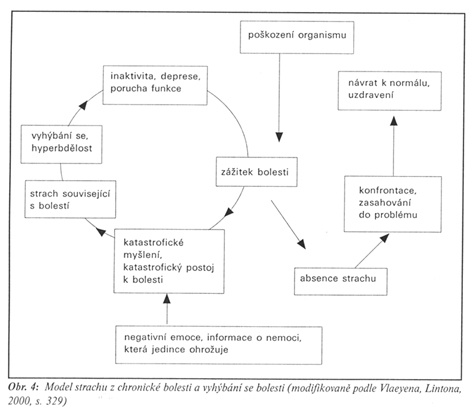 poškození organismu
inaktivita, deprese,
porucha funkce
návrat k normálu,
uzdravení
vyhýbání se,
hyperbdělost
zážitek bolesti
strach související
s bolestí
konfrontace,
zasahování
do problému
katastrofické
myšlení,
katastrofický postoj
k bolesti
absence strachu
negativní emoce, informace o nemoci,
která jedince ohrožuje
Obr. 4: Model strachu z chronické bolesti a vyhýbání se bolesti (modifikovaně podle Vlaeyena, Lintona,
2000, s. 329)